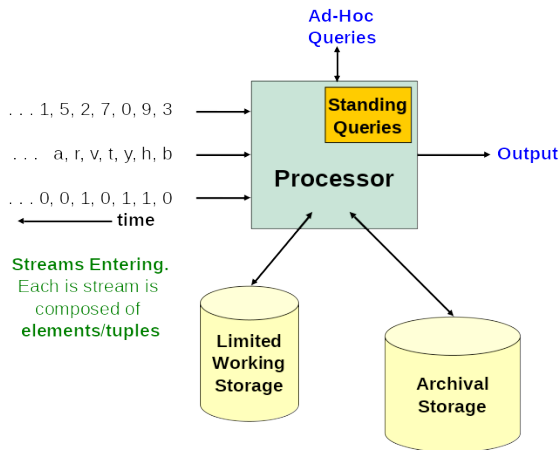 Ad-Hoc
Queries
. . . 1, 5, 2, 7, 0, 9, 3
. . . a, r, v, t, y, h, b
. . . 0, 0, 1, 0, 1, 1, 0
time
Standing
Queries
Processor
Output
Streams Entering.
Each is stream is
composed of
elements/tuples
Limited
Working
Storage
Archival
Storage